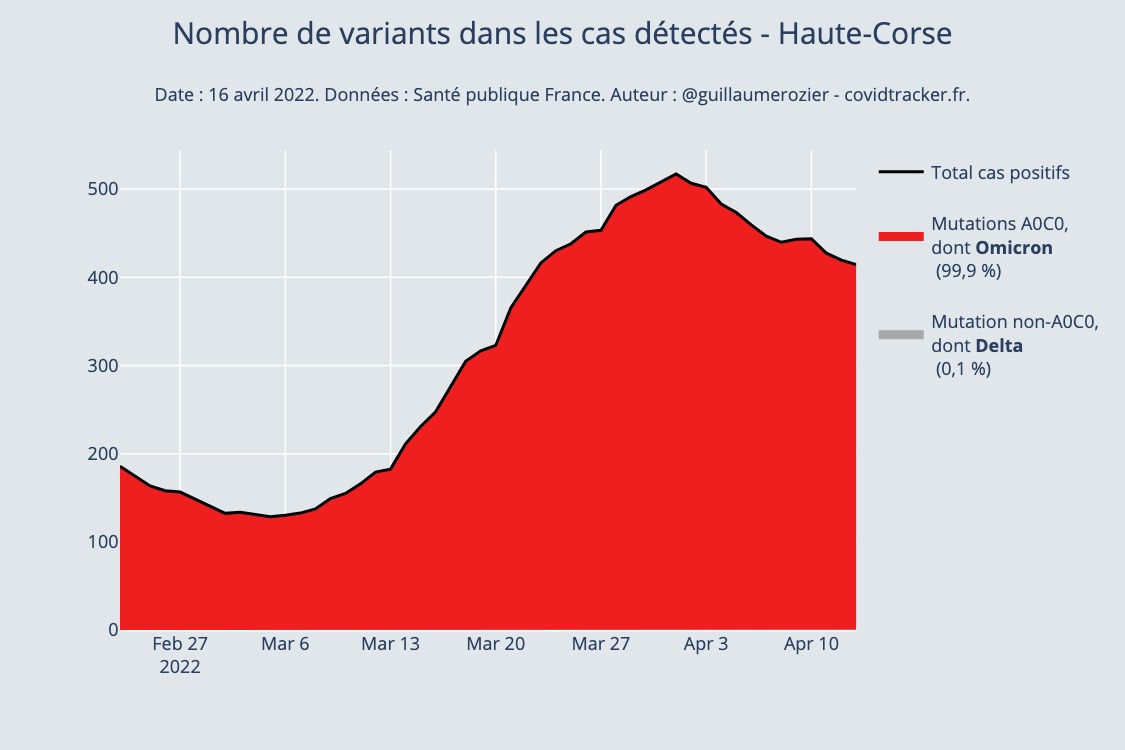 Nombre de variants dans les cas détectés - Haute-Corse
Date : 16 avril 2022. Données : Santé publique France. Auteur : @guillaumerozier - covidtracker.fr.
500
400
300
200
100
0
Feb 27
2022
Mar 6
Mar 13
Mar 20
Mar 27
Apr 3
Apr 10
Total cas positifs
Mutations A0C0,
dont Omicron
(99,9 %)
Mutation non-A0C0,
dont Delta
(0,1 %)